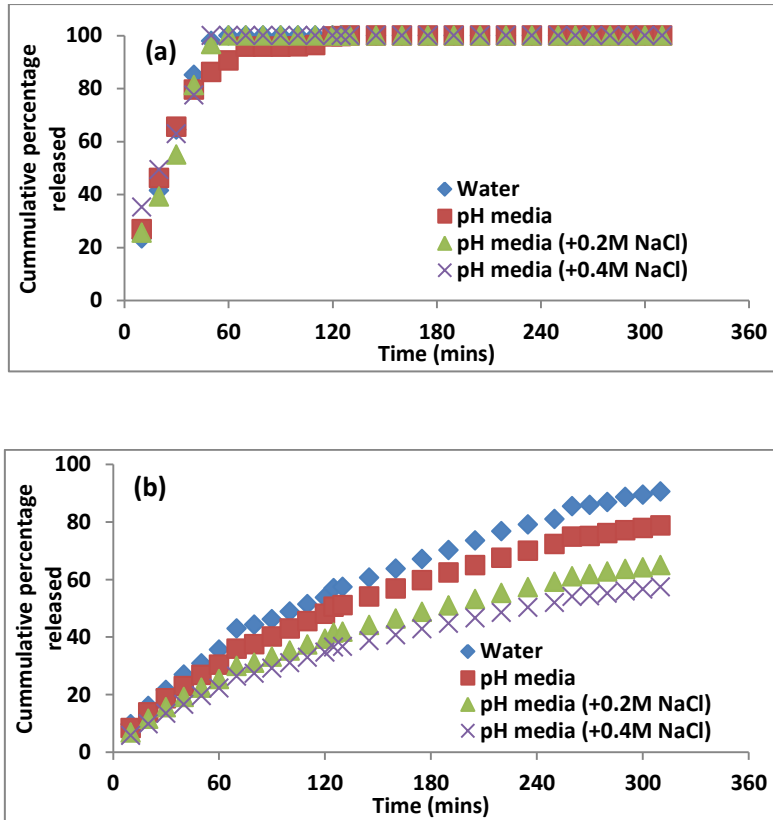 (a)
Cummulative percentage
released
100
80
60
40
20
0
Water
pH media
pH media (+0.2M NaCl)
pH media (+0.4M NaCl)
0 60 120 180 240 300 360
Time (mins)
(b)
Cummulative percentage
released
100
80
60
40
20
0
Water
pH media
pH media (+0.2M NaCl)
pH media (+0.4M NaCl)
0 60 120 180 240 300 360
Time (mins)